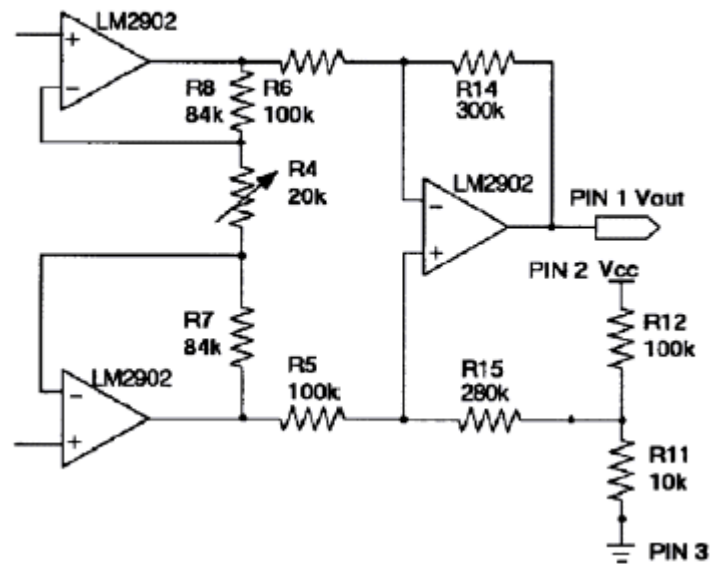 LM2902
+
-
R8
84k
R6
100k
R14
300k
R4
20k
LM2902
-
+
PIN 1 Vout
PIN 2 Vcc
R12
100k
R7
84k
LM2902
-
+
R5
100k
R15
280k
R11
10k
PIN 3